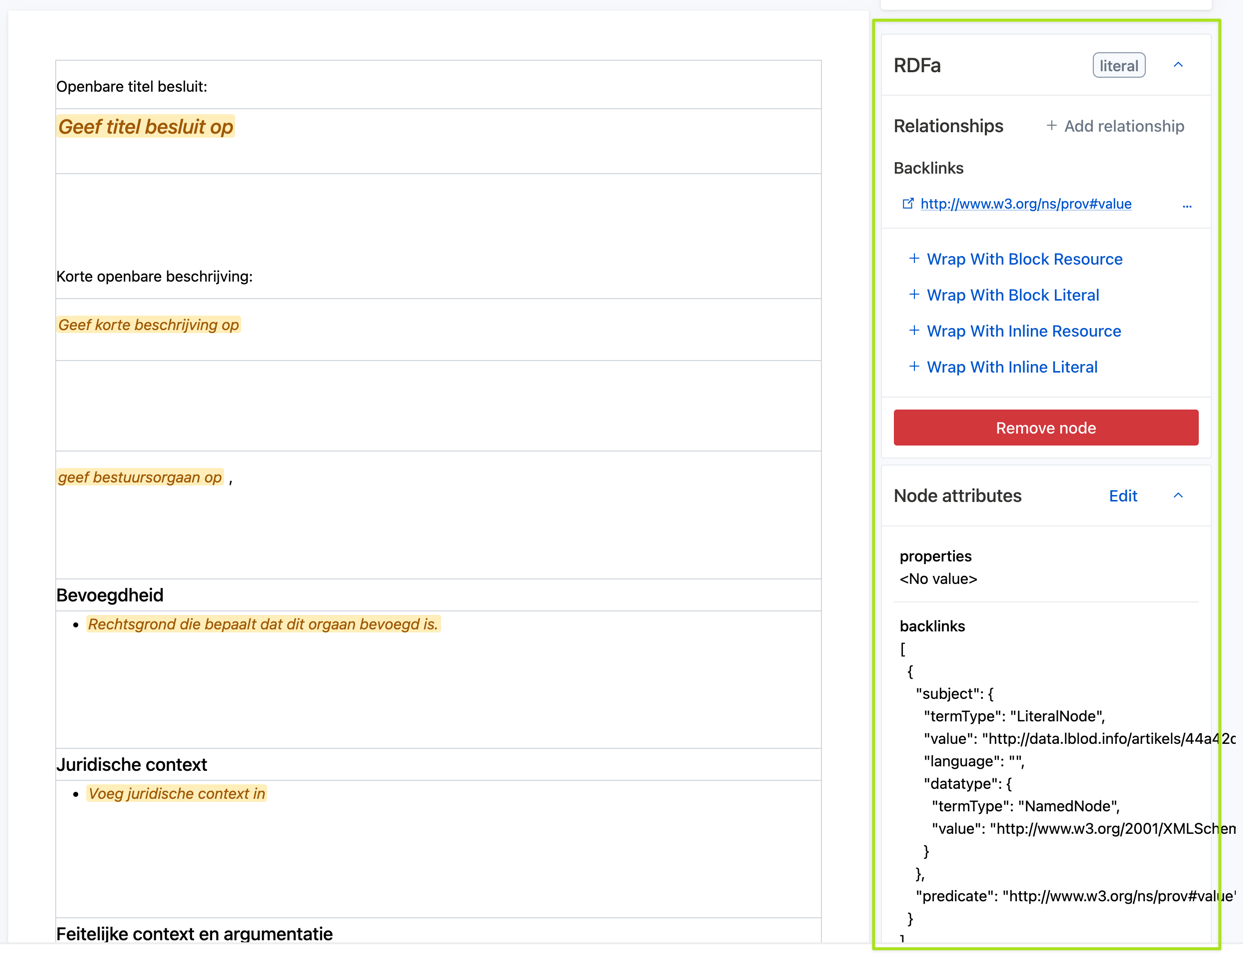 Openbare titel besluit:
Geef titel besluit op
Korte openbare beschrijving:
Geef korte beschrijving op
geef bestuursorgaan op ,
Bevoegdheid
• Rechtsgrond die bepaalt dat dit orgaan bevoegd is.
Juridische context
• Voeg juridische context in
Feitelijke context en argumentatie
RDFa literal
Relationships + Add relationship
Backlinks
http://www.w3.org/ns/prov#value ...
+ Wrap With Block Resource
+ Wrap With Block Literal
+ Wrap With Inline Resource
+ Wrap With Inline Literal
Remove node
Node attributes Edit
properties
<No value>
backlinks
[
{
"subject": {
"termType": "LiteralNode",
"value": "http://data.lblod.info/artikels/44a42c
"language": "",
"datatype": {
"termType": "NamedNode",
"value": "http://www.w3.org/2001/XMLSchem
}
},
"predicate": "http://www.w3.org/ns/prov#value"
}
]